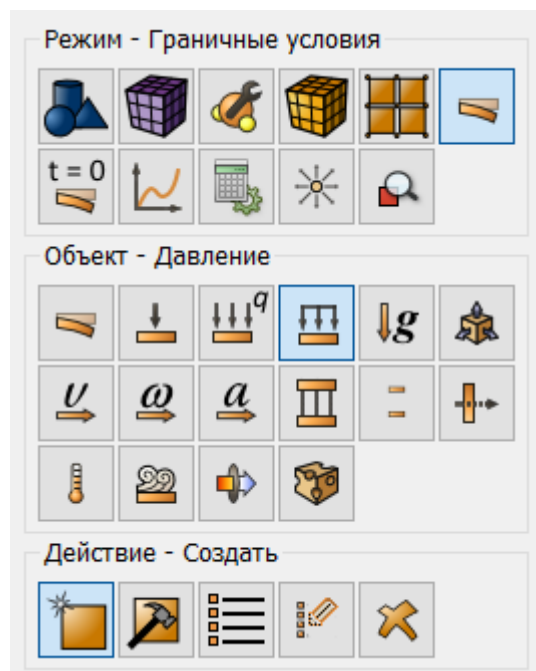 Режим - Граничные условия
t = 0
Объект - Давление
q
g
υ ω a
Действие - Создать